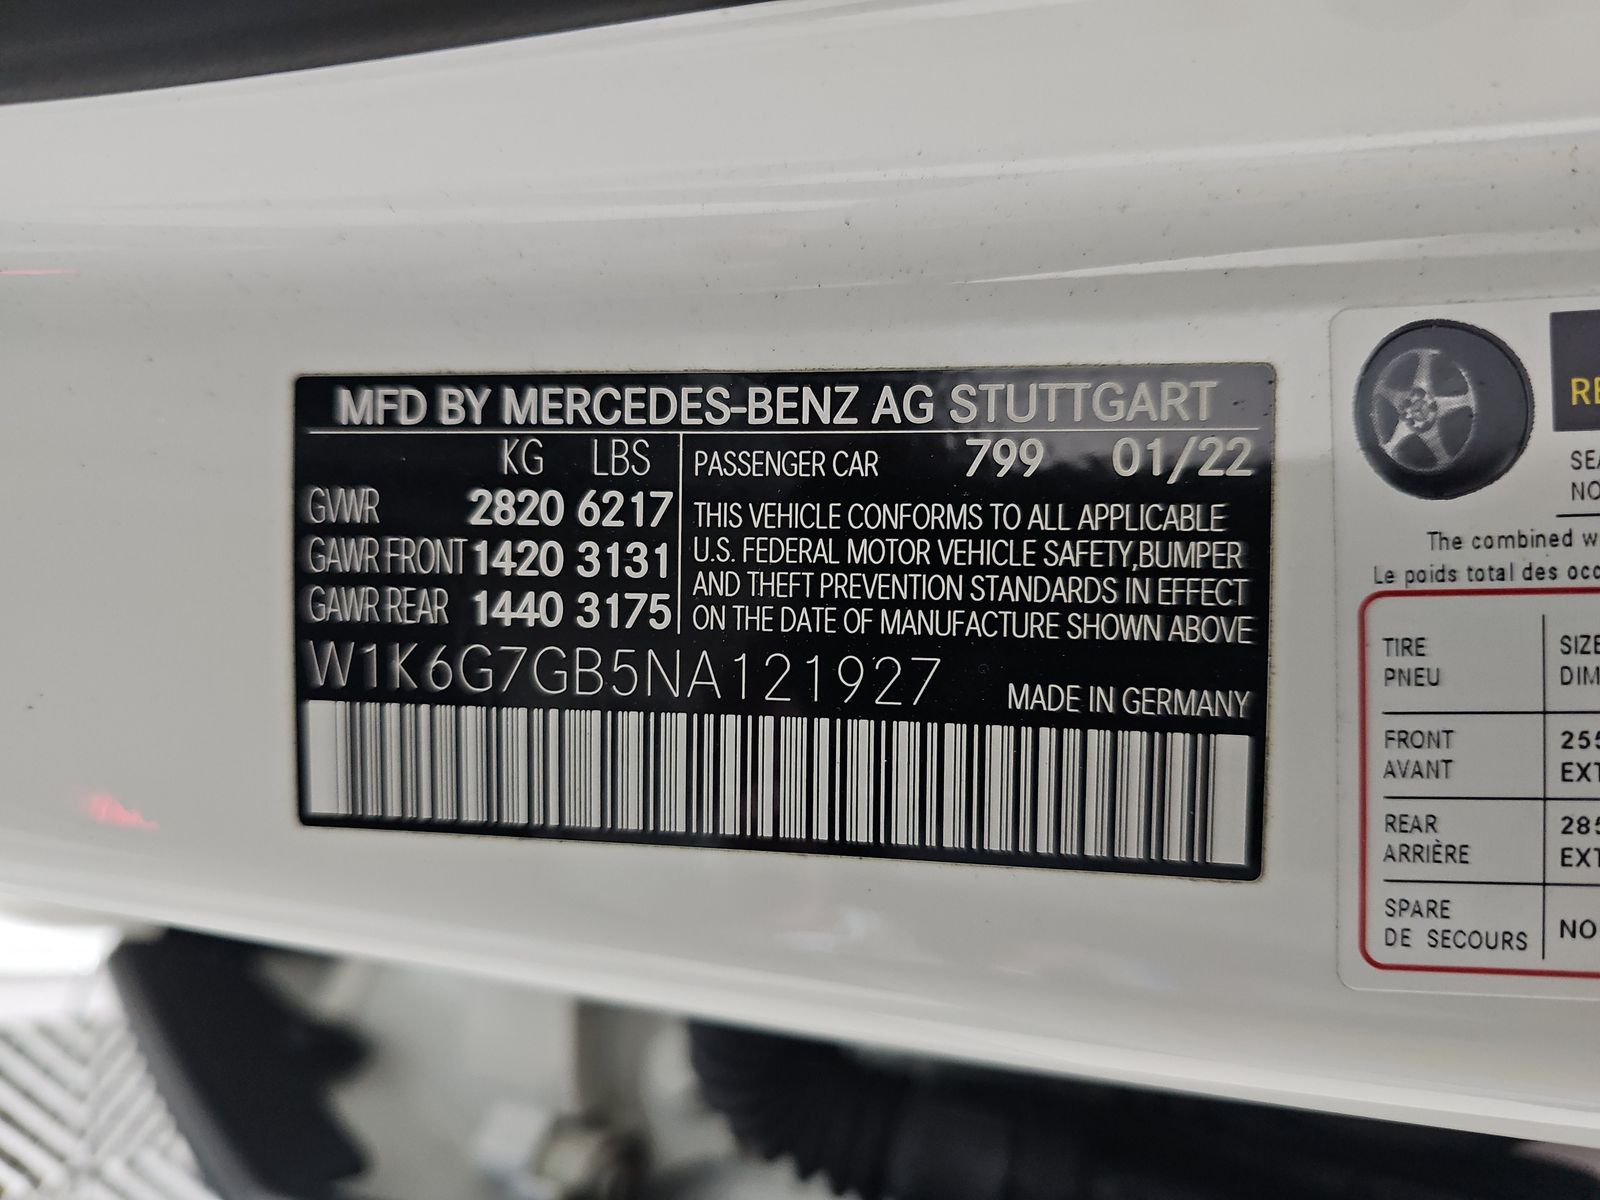 MFD BY MERCEDES-BENZ AG STUTTGART
KG LBS
GVWR 2820 6217
GAWR FRONT 1420 3131
GAWR REAR 1440 3175
PASSENGER CAR 799 01/22
THIS VEHICLE CONFORMS TO ALL APPLICABLE
U.S. FEDERAL MOTOR VEHICLE SAFETY,BUMPER
AND THEFT PREVENTION STANDARDS IN EFFECT
ON THE DATE OF MANUFACTURE SHOWN ABOVE
W1K6G7GB5NA121927
MADE IN GERMANY
The combined
Le poids total des
TIRE
PNEU
FRONT
AVANT
REAR
ARRIÈRE
SPARE
DE SECOURS